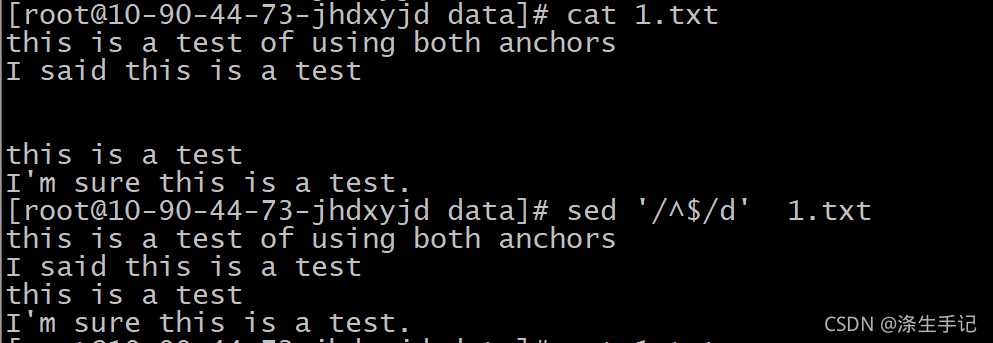 [root@10-90-44-73-jhdxyjd data]# cat 1.txt
this is a test of using both anchors
I said this is a test
this is a test
I'm sure this is a test.
[root@10-90-44-73-jhdxyjd data]# sed '/^$/d'  1.txt
this is a test of using both anchors
I said this is a test
this is a test
I'm sure this is a test.
CSDN @涤生手记